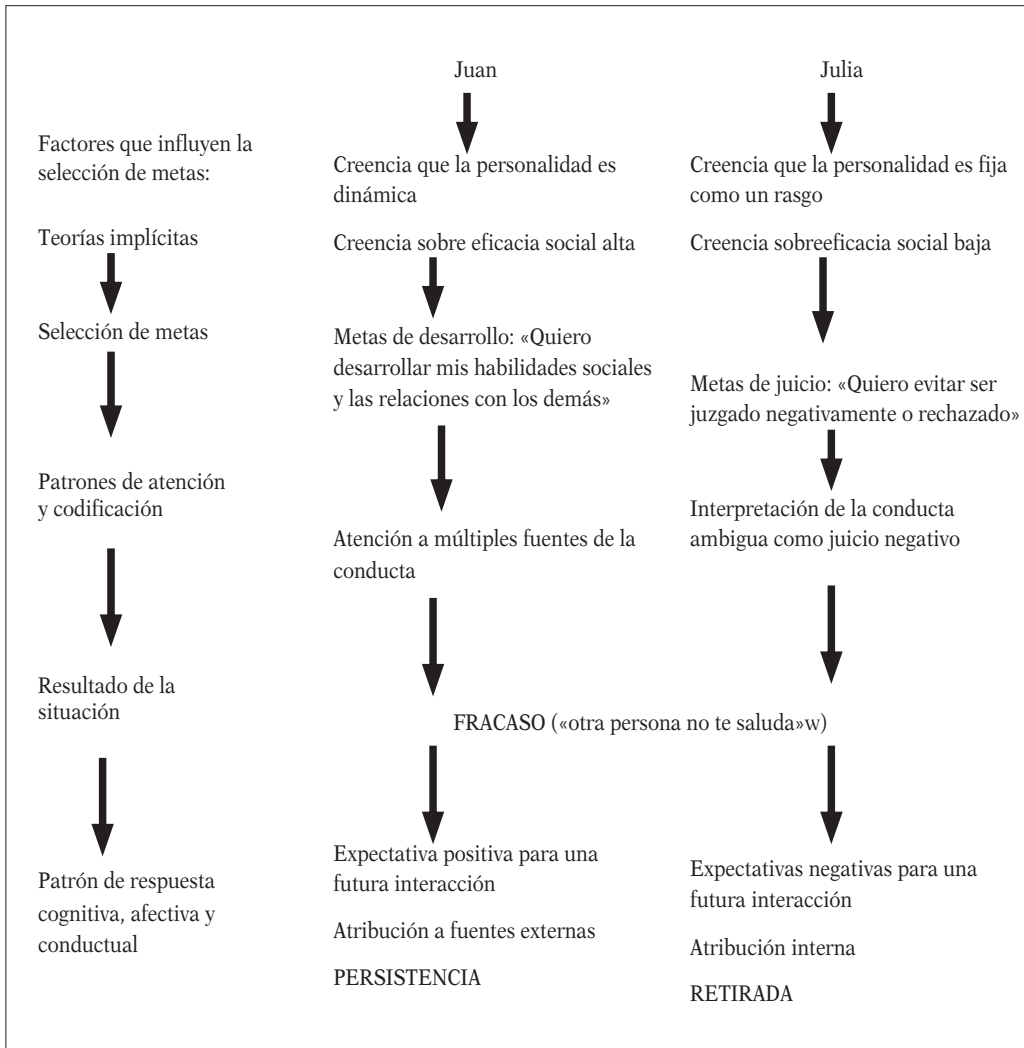 Juan
Julia
Factores que influyen la
selección de metas:
Creencia que la personalidad es
dinámica
Creencia que la personalidad es fija
como un rasgo
Teorías implícitas
Creencia sobre eficacia social alta
Creencia sobreeficacia social baja
Selección de metas
Metas de desarrollo: «Quiero
desarrollar mis habilidades sociales
y las relaciones con los demás»
Metas de juicio: «Quiero evitar ser
juzgado negativamente o rechazado»
Patrones de atención
y codificación
Atención a múltiples fuentes de la
conducta
Interpretación de la conducta
ambigua como juicio negativo
Resultado de la
situación
FRACASO («otra persona no te saluda»w)
Patrón de respuesta
cognitiva, afectiva y
conductual
Expectativa positiva para una
futura interacción
Atribución a fuentes externas
PERSISTENCIA
Expectativas negativas para una
futura interacción
Atribución interna
RETIRADA